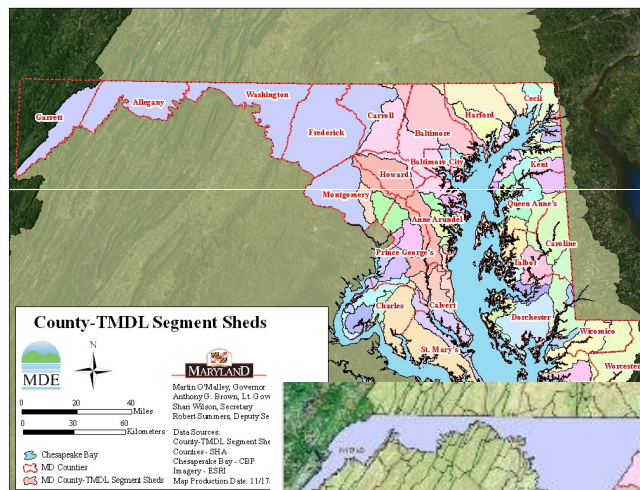 Washington
Cecil
Allegany
Harford
Garrett
Carroll
Baltimore
Frederick
Baltimore City
Kent
Howard
Montgomery
Queen Anne's
Anne Arundel
Caroline
Prince George's
Talbot
Charles
Calvert
Dorchester
Wicomico
St. Mary's
Worcester
County-TMDL Segment Sheds
MDE
N
MARYLAND
0 20 40
Miles
0 30 60
Kilometers
Chesapeake Bay
MD Counties
MD County-TMDL Segment Sheds
Martin O'Malley, Governor
Anthony G. Brown, Lt. Gov
Shari Wilson, Secretary
Robert Summers, Deputy Se
Data Sources:
County-TMDL Segment She
Counties - SHA
Chesapeake Bay - CBP
Imagery - ESRI
Map Production Date: 11/17.